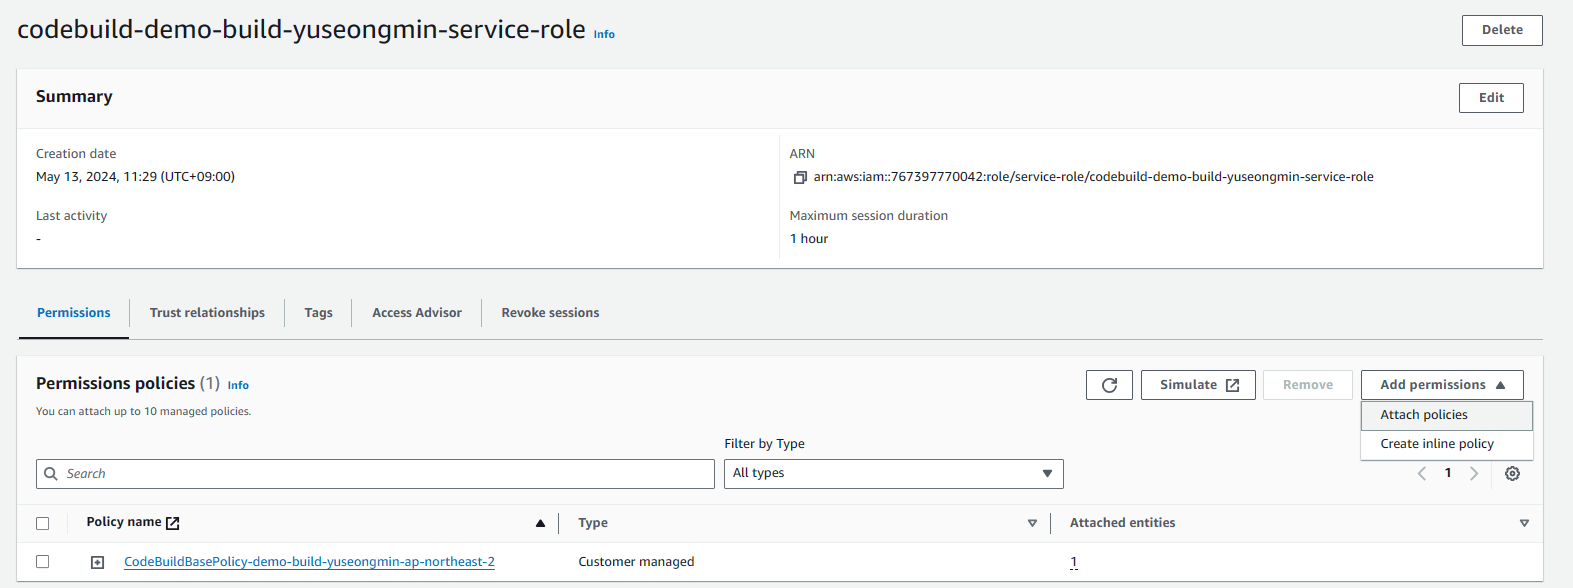 codebuild-demo-build-yuseongmin-service-role Info
Delete
Summary
Edit
Creation date
May 13, 2024, 11:29 (UTC+09:00)
ARN
arn:aws:iam::767397770042:role/service-role/codebuild-demo-build-yuseongmin-service-role
Last activity
-
Maximum session duration
1 hour
Permissions
Trust relationships
Tags
Access Advisor
Revoke sessions
Permissions policies (1) Info
You can attach up to 10 managed policies.
Simulate
Remove
Add permissions
Attach policies
Create inline policy
Filter by Type
Search
All types
1
Policy name
Type
Attached entities
CodeBuildBasePolicy-demo-build-yuseongmin-ap-northeast-2
Customer managed
1